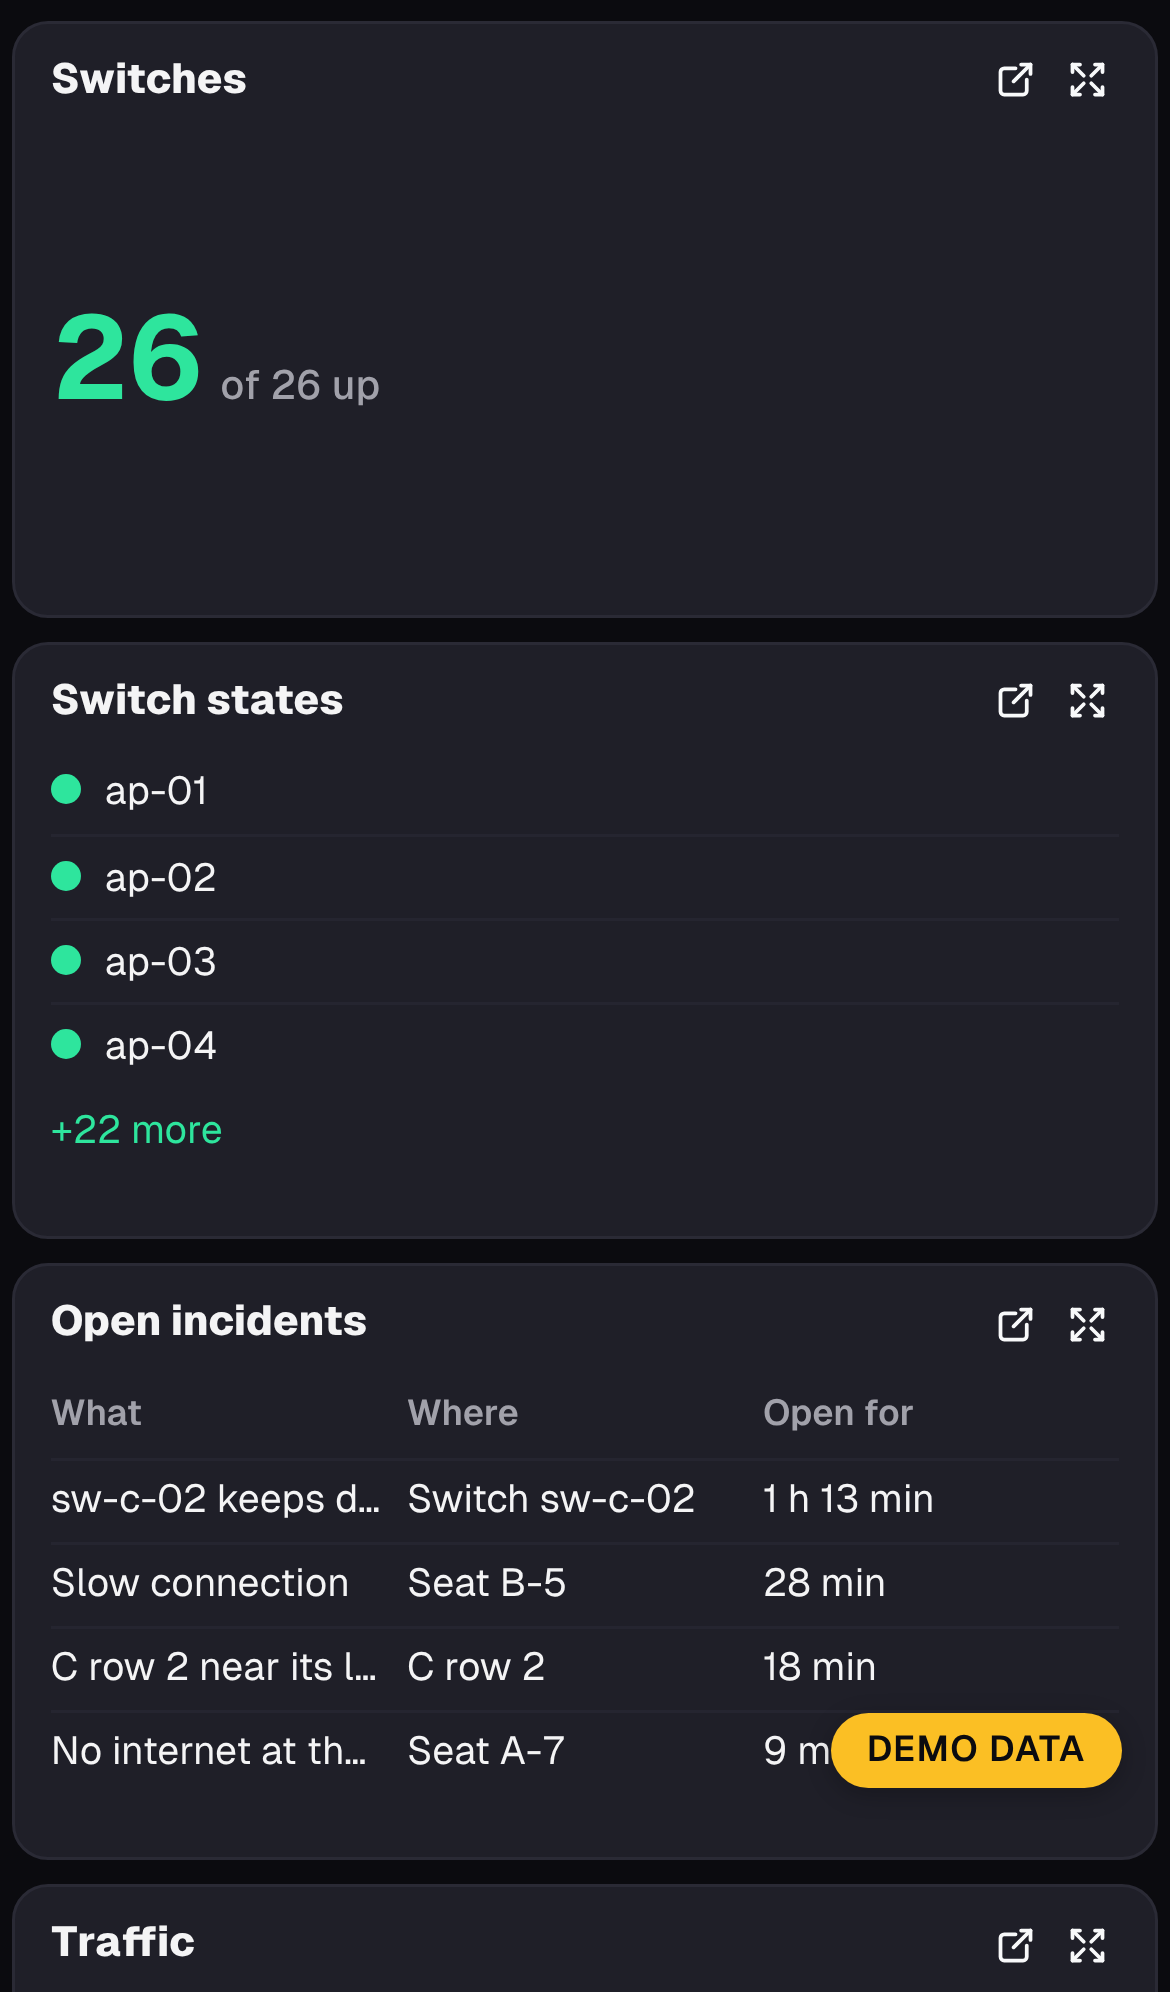 Switches
26 of 26 up
Switch states
ap-01
ap-02
ap-03
ap-04
+22 more
Open incidents
What Where Open for
sw-c-02 keeps d... Switch sw-c-02 1 h 13 min
Slow connection Seat B-5 28 min
C row 2 near its l... C row 2 18 min
No internet at th... Seat A-7 9 m
DEMO DATA
Traffic